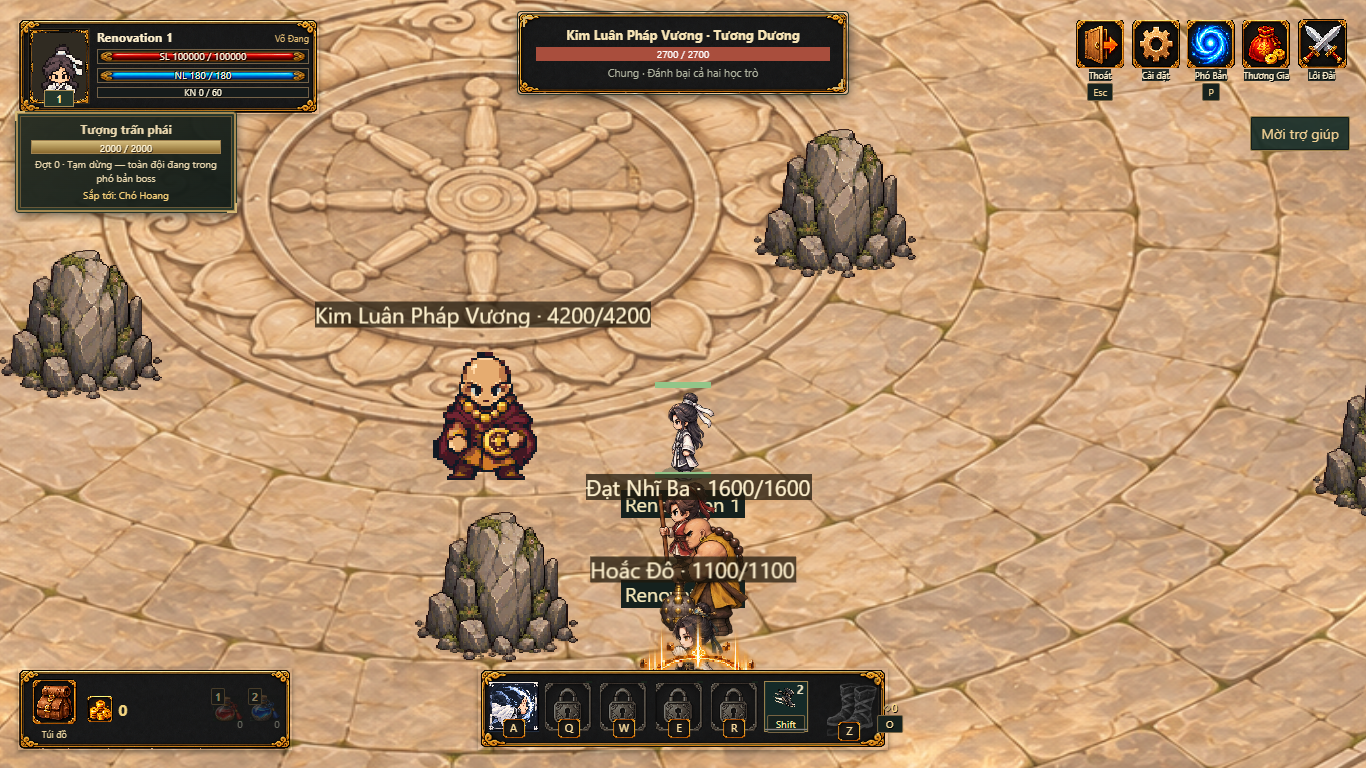 Renovation 1
Võ Đang
SL 100000 / 100000
NL 180 / 180
KN 0 / 60
1
Tượng trấn phái
2000 / 2000
Đợt 0 · Tạm dừng — toàn đội đang trong
phó bản boss
Sắp tới: Chó Hoang
Kim Luân Pháp Vương · Tương Dương
2700 / 2700
Chung · Đánh bại cả hai học trò
Thoát
Cài đặt
Phó Bản
Thương Gia
Lôi Đài
Esc
P
Mời trợ giúp
Kim Luân Pháp Vương · 4200/4200
Đạt Nhĩ Ba · 1600/1600
Hoắc Đô · 1100/1100
Túi đồ
0
1
0
2
0
A
Q
W
E
R
2
Shift
Z
O